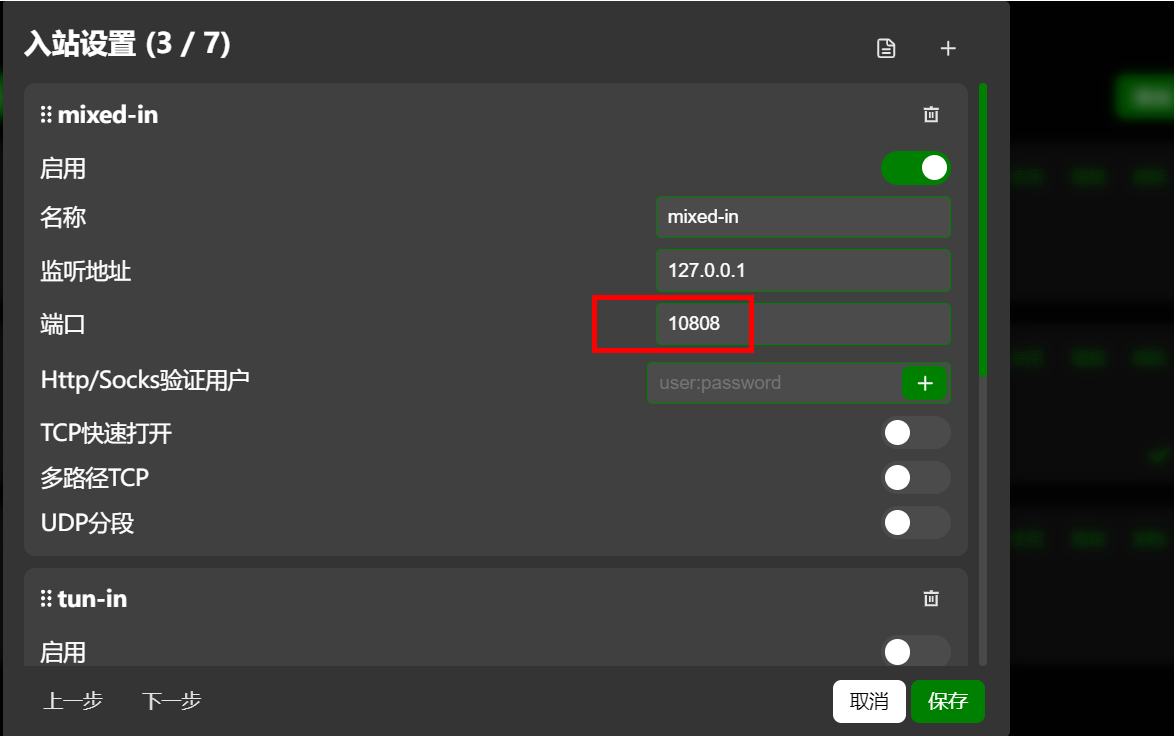 入站设置 (3 / 7)
mixed-in
启用
名称
mixed-in
监听地址
127.0.0.1
端口
10808
Http/Socks验证用户
user:password
TCP快速打开
多路径TCP
UDP分段
tun-in
启用
上一步
下一步
取消
保存